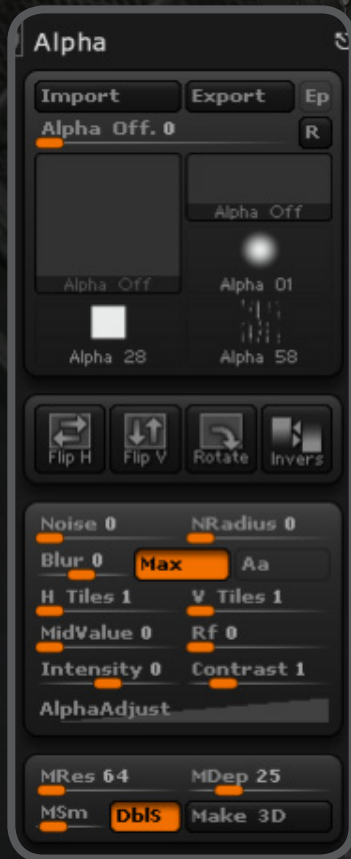 Alpha
Import Export Ep
Alpha Off. 0 R
Alpha Off
Alpha Off
Alpha 01
Alpha 28 Alpha 58
Flip H Flip V Rotate Invers
Noise 0 NRadius 0
Blur 0 Max Aa
H Tiles 1 V Tiles 1
MidValue 0 Rf 0
Intensity 0 Contrast 1
AlphaAdjust
MRes 64 MDep 25
MSm DblS Make 3D